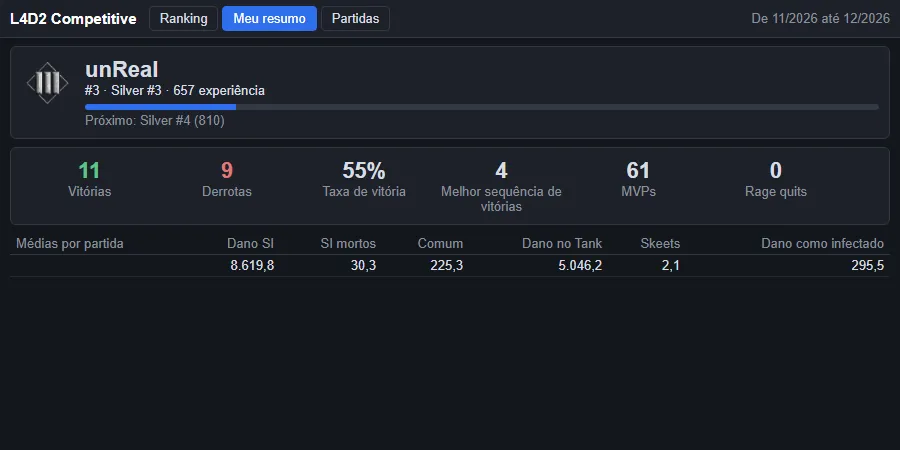 L4D2 Competitive Ranking Meu resumo Partidas De 11/2026 até 12/2026
III
unReal
#3 · Silver #3 · 657 experiência
Próximo: Silver #4 (810)
11 9 55% 4 61 0
Vitórias Derrotas Taxa de vitória Melhor sequência de vitórias MVPs Rage quits
Médias por partida Dano SI SI mortos Comum Dano no Tank Skeets Dano como infectado
8.619,8 30,3 225,3 5.046,2 2,1 295,5